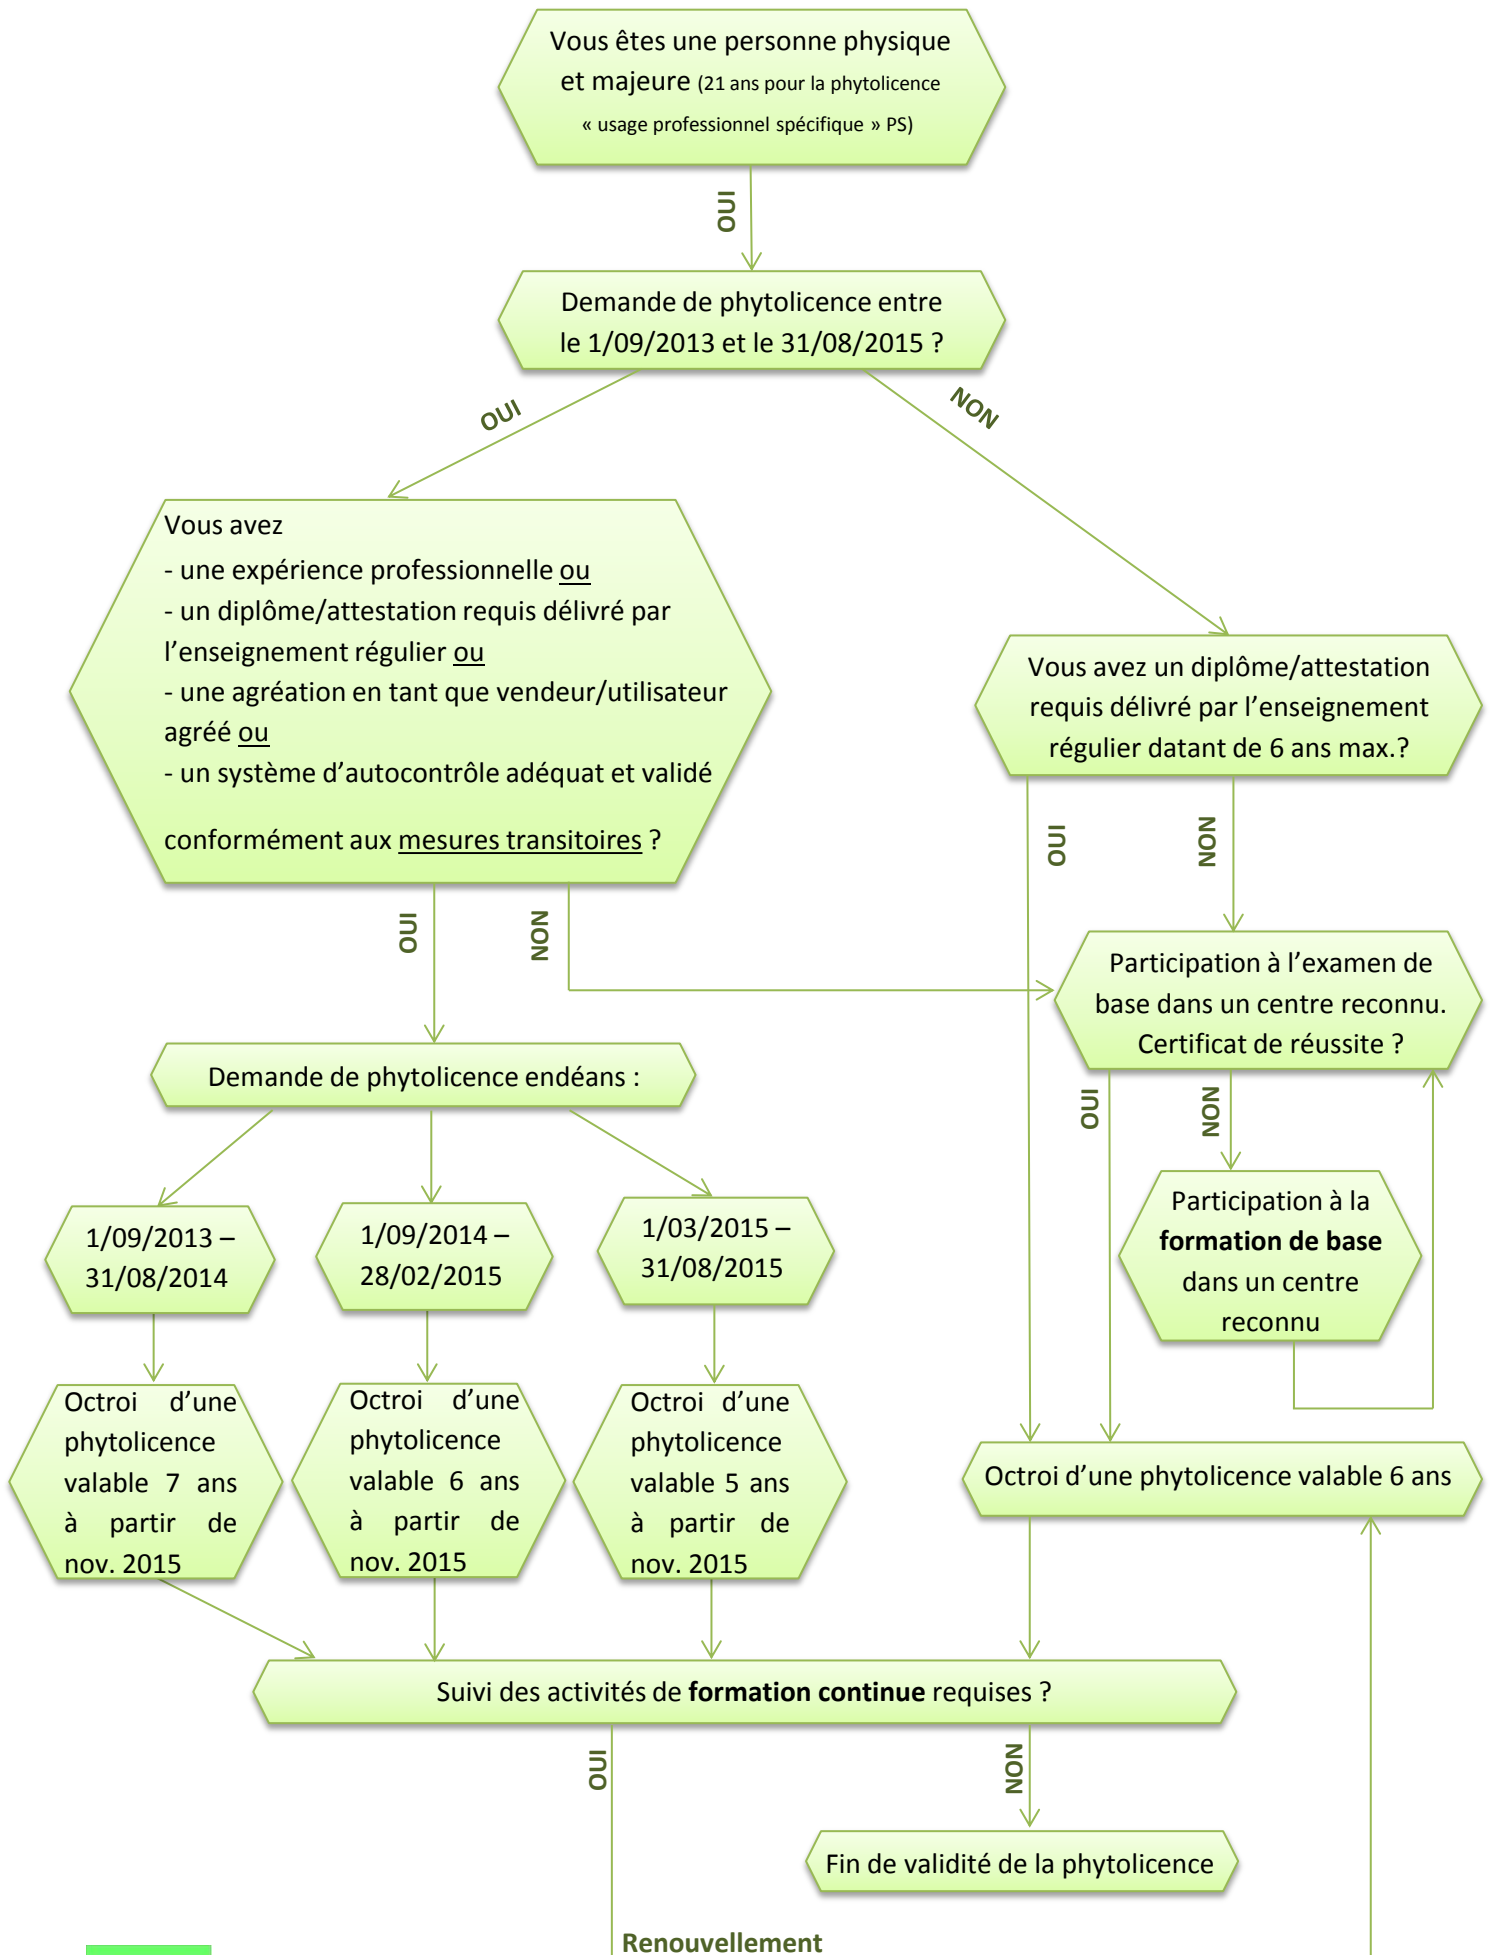 Vous êtes une personne physique
et majeure (21 ans pour la phytolicence
« usage professionnel spécifique » PS)
OUI
Demande de phytolicence entre
le 1/09/2013 et le 31/08/2015 ?
OUI
NON
Vous avez
- une expérience professionnelle ou
- un diplôme/attestation requis délivré par
l’enseignement régulier ou
- une agréation en tant que vendeur/utilisateur
agréé ou
- un système d’autocontrôle adéquat et validé
conformément aux mesures transitoires ?
Vous avez un diplôme/attestation
requis délivré par l’enseignement
régulier datant de 6 ans max.?
OUI
NON
OUI
NON
Participation à l’examen de
base dans un centre reconnu.
Certificat de réussite ?
Demande de phytolicence endéans :
OUI
NON
1/09/2013 –
31/08/2014
1/09/2014 –
28/02/2015
1/03/2015 –
31/08/2015
Participation à la
formation de base
dans un centre
reconnu
Octroi d’une
phytolicence
valable 7 ans
à partir de
nov. 2015
Octroi d’une
phytolicence
valable 6 ans
à partir de
nov. 2015
Octroi d’une
phytolicence
valable 5 ans
à partir de
nov. 2015
Octroi d’une phytolicence valable 6 ans
Suivi des activités de formation continue requises ?
OUI
NON
Fin de validité de la phytolicence
Renouvellement